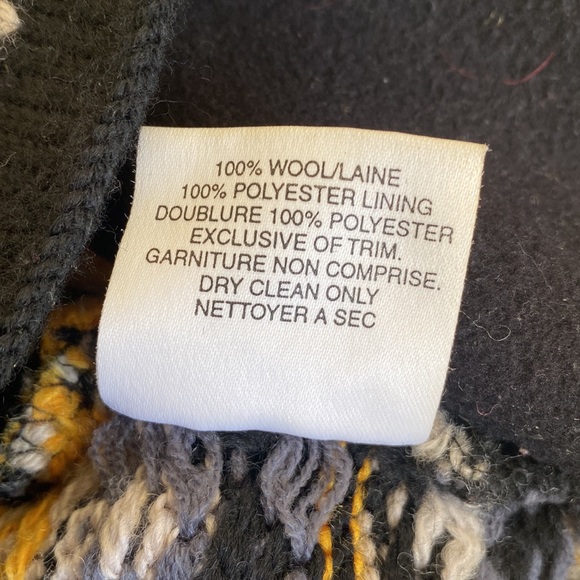 100% WOOL/LAINE
100% POLYESTER LINING
DOUBLURE 100% POLYESTER
EXCLUSIVE OF TRIM.
GARNITURE NON COMPRISE.
DRY CLEAN ONLY
NETTOYER A SEC